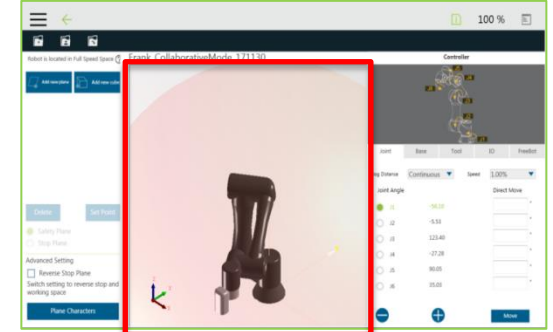 100 %
Robot is located in Full Speed Space
Frank_CollaborativeMode_171130
Controller
Add new plane
Add new cube
Joint Base Tool IO Freebot
Distance Continuous Speed 1.00%
Joint Angle Direct Move
J1
J2 -5.53
J3 123.40
J4 -27.28
J5 90.05
J6 35.03
Delete Set Point
Safety Plane
Stop Plane
Advanced Setting
Reverse Stop Plane
Switch setting to reverse stop and
working space
Plane Characters
Move
Z
Y
X